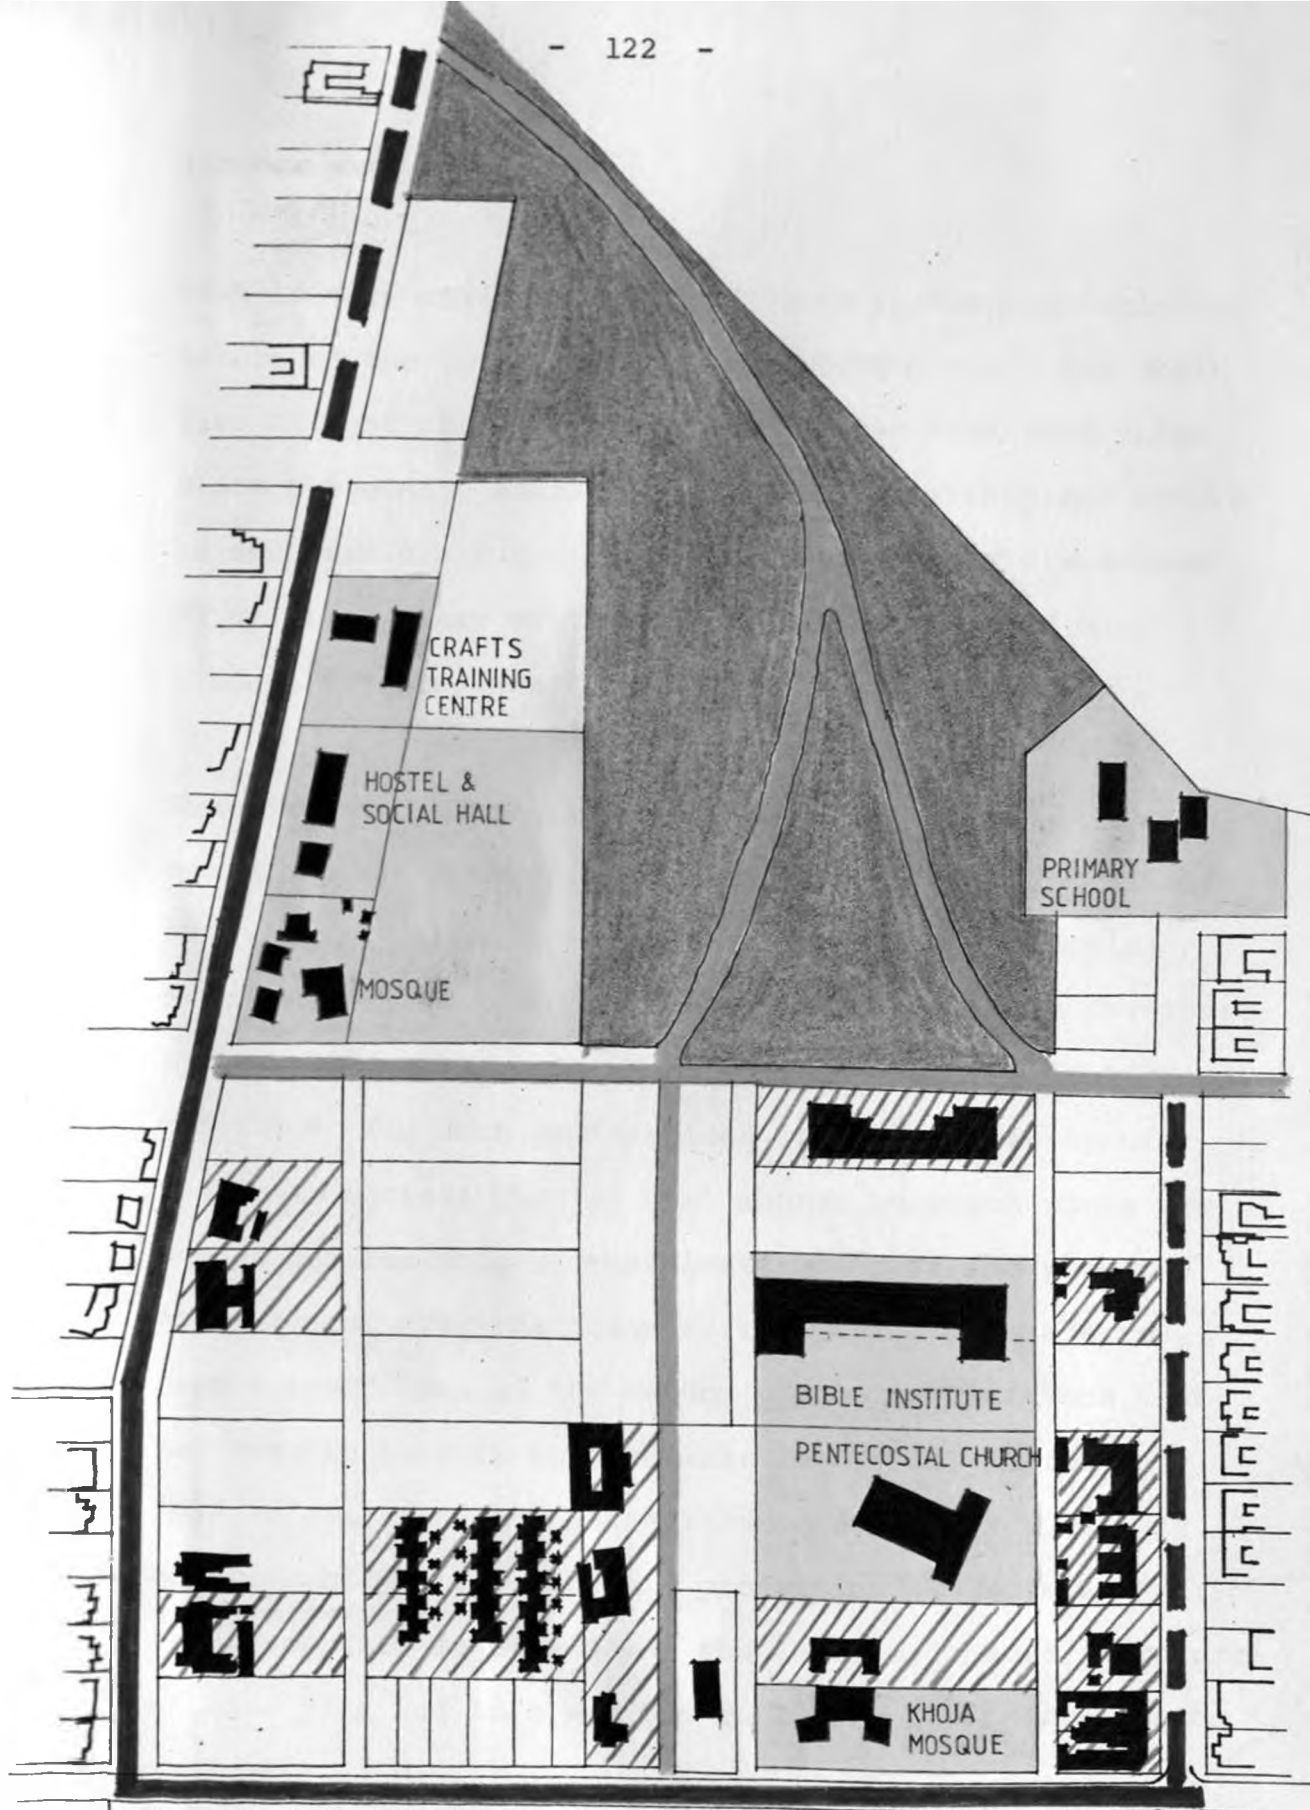 - 122 -
CRAFTS
TRAINING
CENTRE
HOSTEL &
SOCIAL HALL
MOSQUE
PRIMARY
SCHOOL
BIBLE INSTITUTE
PENTECOSTAL CHURCH
KHOJA
MOSQUE